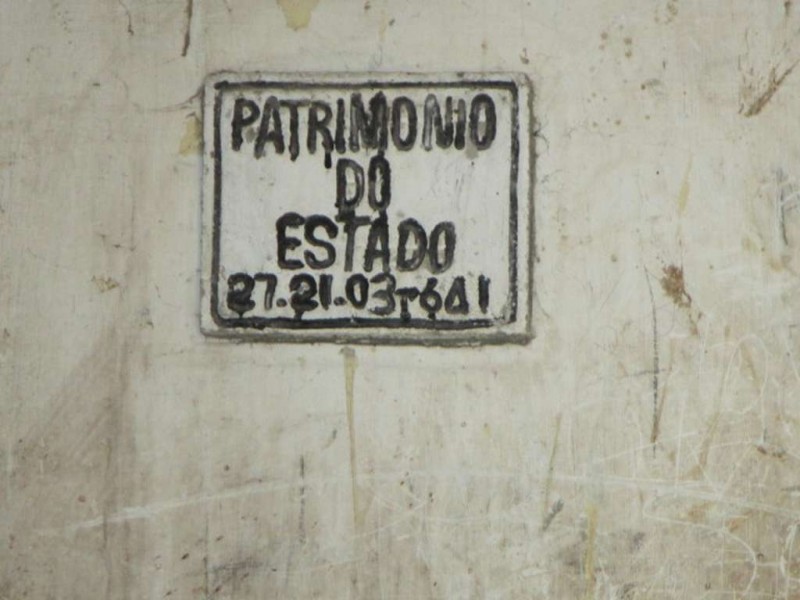 PATRIMONIO
DO
ESTADO
27.21.03-641